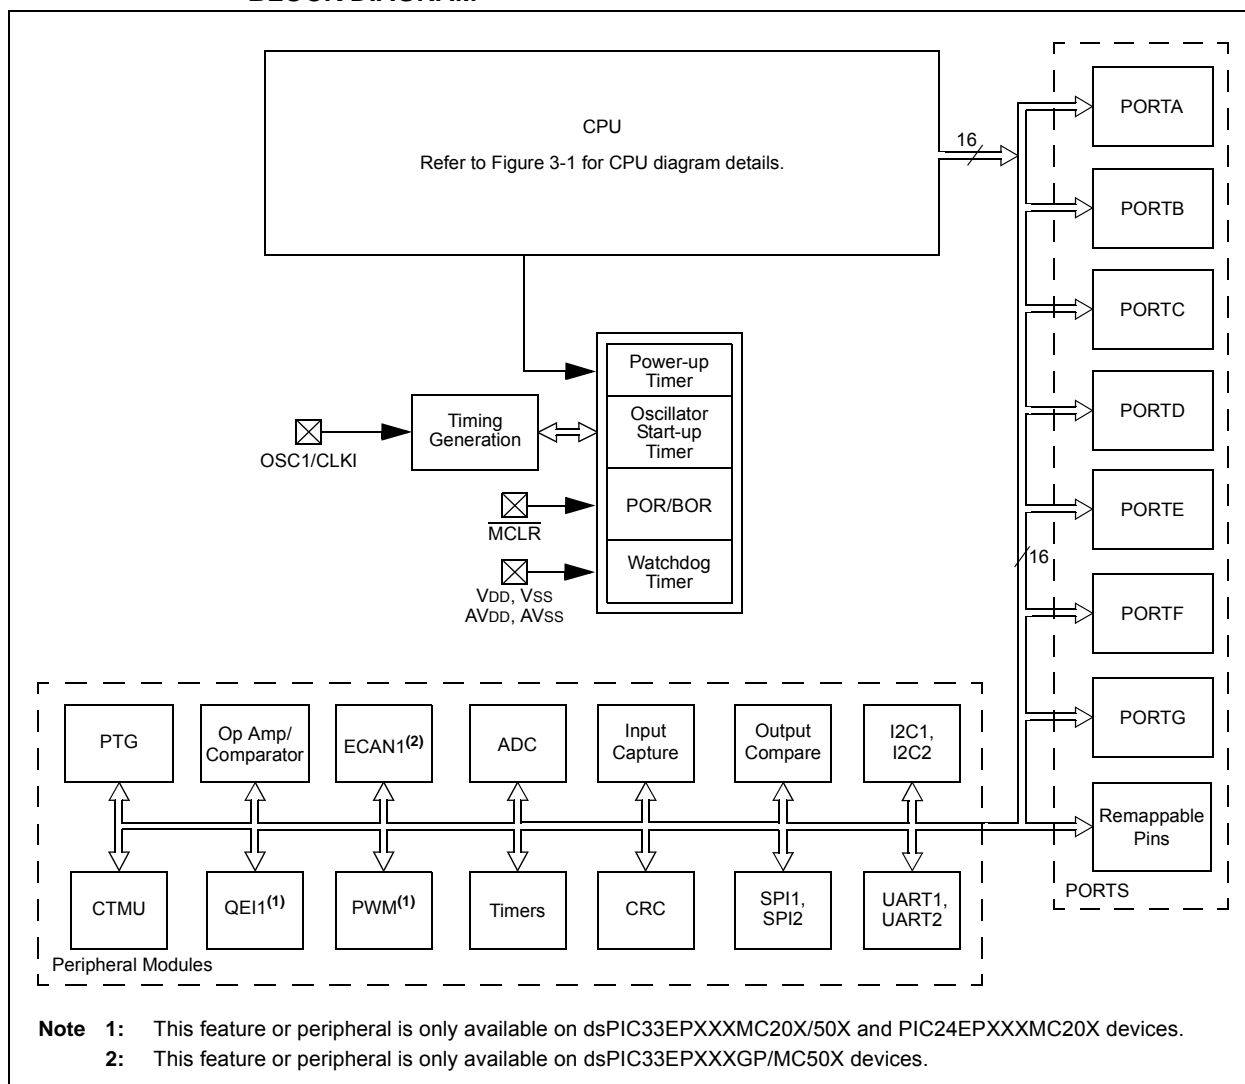 BLOCK DIAGRAM
CPU
Refer to Figure 3-1 for CPU diagram details.
16
PORTA
PORTB
PORTC
PORTD
PORTE
16
PORTF
PORTG
Remappable
Pins
PORTS
Power-up
Timer
Oscillator
Start-up
Timer
POR/BOR
Watchdog
Timer
Timing
Generation
OSC1/CLKI
MCLR
VDD, VSS
AVDD, AVSS
PTG
Op Amp/
Comparator
ECAN1(2)
ADC
Input
Capture
Output
Compare
I2C1,
I2C2
CTMU
QEI1(1)
PWM(1)
Timers
CRC
SPI1,
SPI2
UART1,
UART2
Peripheral Modules
Note 1: This feature or peripheral is only available on dsPIC33EPXXXMC20X/50X and PIC24EPXXXMC20X devices.
2: This feature or peripheral is only available on dsPIC33EPXXXGP/MC50X devices.